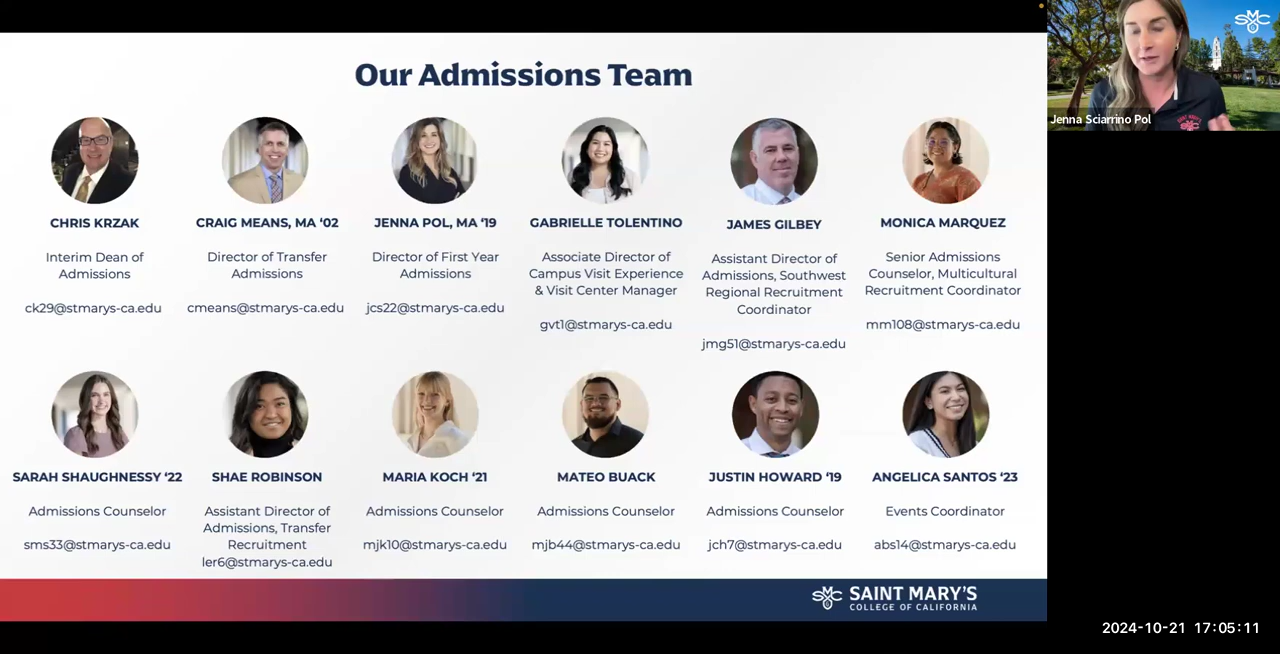 Our Admissions Team
SMC
Jenna Sciarrino Pol
CHRIS KRZAK
Interim Dean of
Admissions
ck29@stmarys-ca.edu
CRAIG MEANS, MA ‘02
Director of Transfer
Admissions
cmeans@stmarys-ca.edu
JENNA POL, MA ‘19
Director of First Year
Admissions
jcs22@stmarys-ca.edu
GABRIELLE TOLENTINO
Associate Director of
Campus Visit Experience
& Visit Center Manager
gvt1@stmarys-ca.edu
JAMES GILBEY
Assistant Director of
Admissions, Southwest
Regional Recruitment
Coordinator
jmg51@stmarys-ca.edu
MONICA MARQUEZ
Senior Admissions
Counselor, Multicultural
Recruitment Coordinator
mm108@stmarys-ca.edu
SARAH SHAUGHNESSY ‘22
Admissions Counselor
sms33@stmarys-ca.edu
SHAE ROBINSON
Assistant Director of
Admissions, Transfer
Recruitment
ler6@stmarys-ca.edu
MARIA KOCH ‘21
Admissions Counselor
mjk10@stmarys-ca.edu
MATEO BUACK
Admissions Counselor
mjb44@stmarys-ca.edu
JUSTIN HOWARD ‘19
Admissions Counselor
jch7@stmarys-ca.edu
ANGELICA SANTOS ‘23
Events Coordinator
abs14@stmarys-ca.edu
SMC
SAINT MARY’S
COLLEGE OF CALIFORNIA
2024-10-21 17:05:11